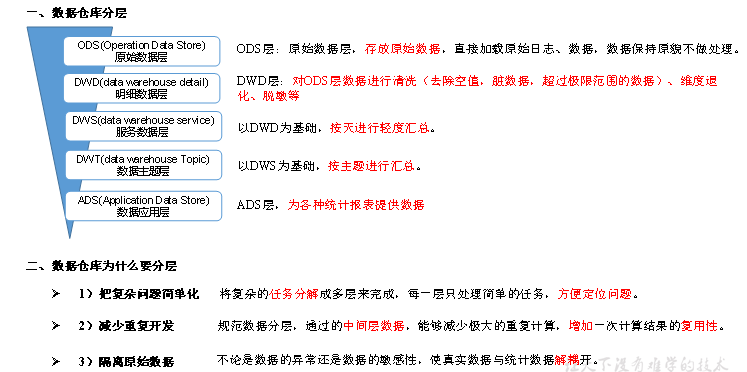 一、数据仓库分层
ODS(Operation Data Store)
原始数据层
ODS层：原始数据层，存放原始数据，直接加载原始日志、数据，数据保持原貌不做处理。
DWD(data warehouse detail)
明细数据层
DWD层：对ODS层数据进行清洗（去除空值，脏数据，超过极限范围的数据）、维度退
化、脱敏等
DWS(data warehouse service)
服务数据层
以DWD为基础，按天进行轻度汇总。
DWT(data warehouse Topic)
数据主题层
以DWS为基础，按主题进行汇总。
ADS(Application Data Store)
数据应用层
ADS层，为各种统计报表提供数据
二、数据仓库为什么要分层
➢ 1）把复杂问题简单化 将复杂的任务分解成多层来完成，每一层只处理简单的任务，方便定位问题。
➢ 2）减少重复开发 规范数据分层，通过的中间层数据，能够减少极大的重复计算，增加一次计算结果的复用性。
➢ 3）隔离原始数据 不论是数据的异常还是数据的敏感性，使真实数据与统计数据解耦开。
天下没有难学的技术